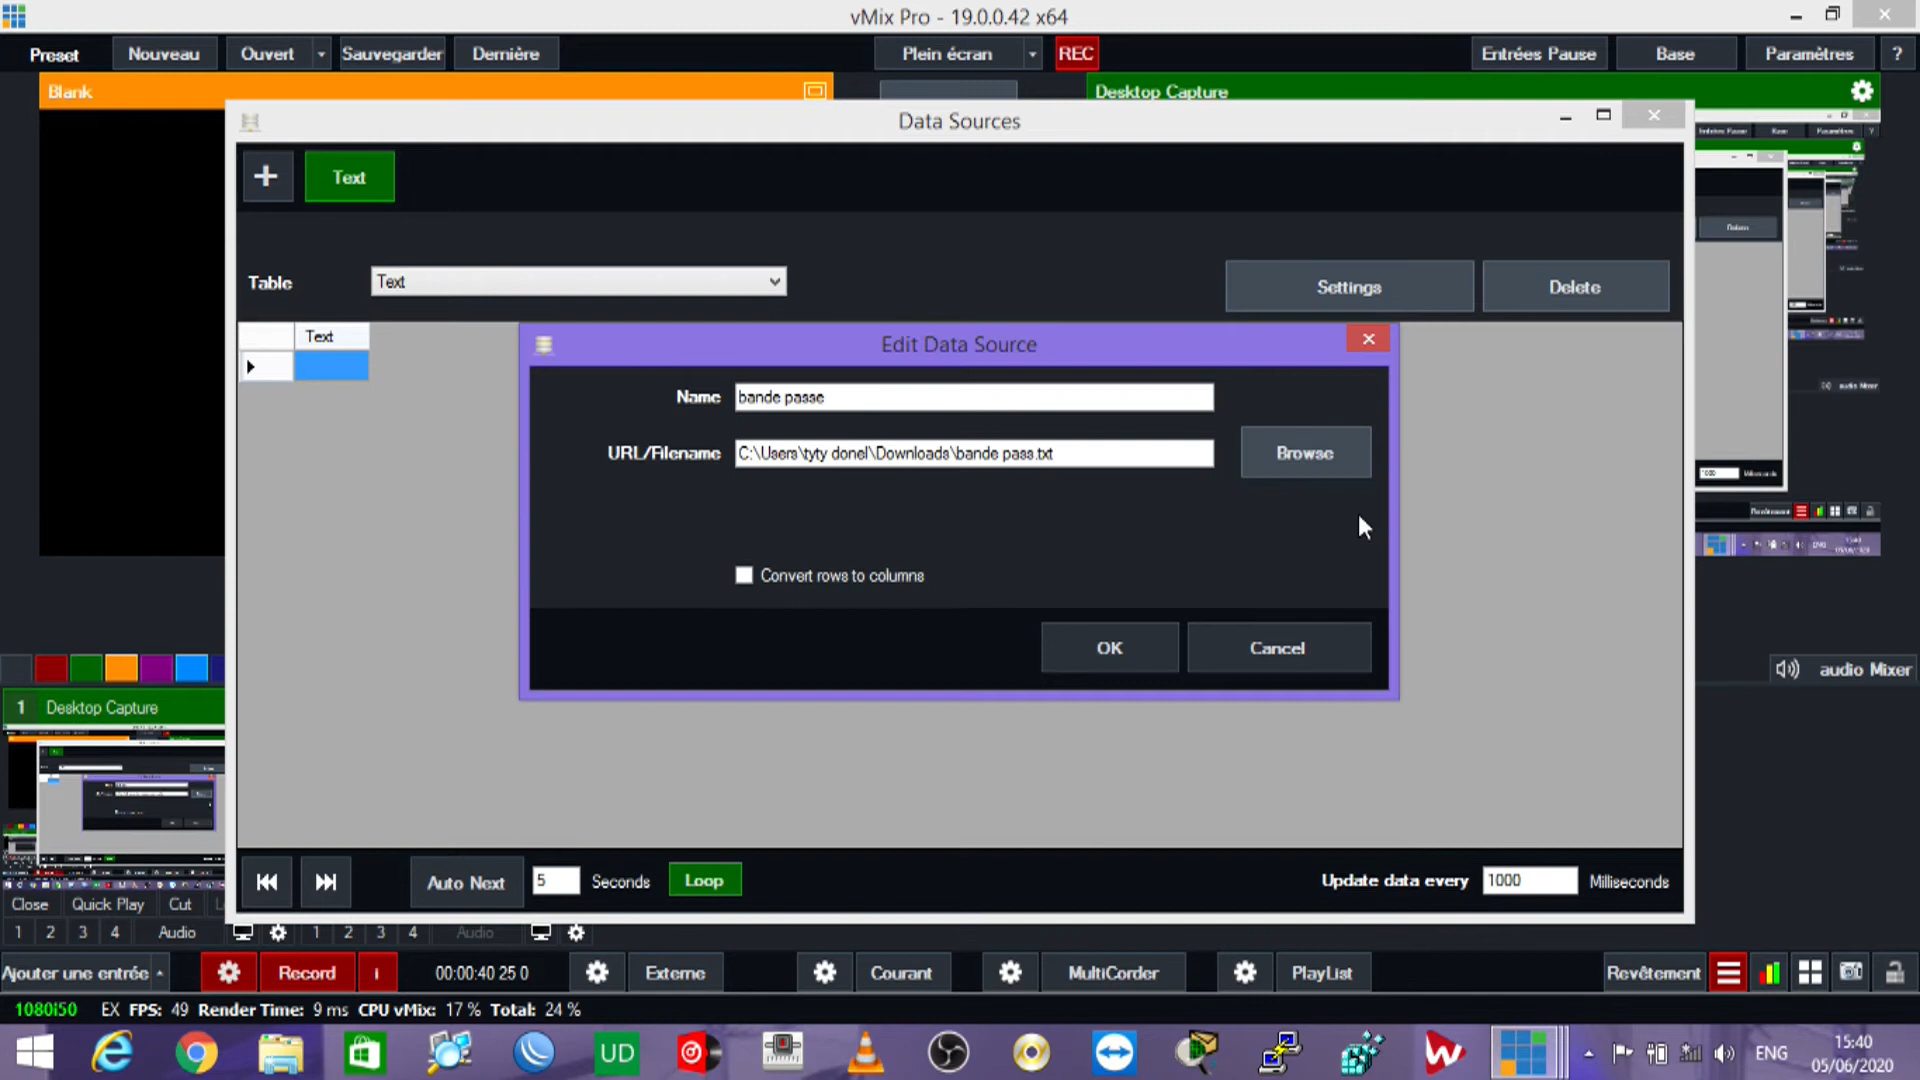 vMix Pro - 19.0.0.42 x64
Preset Nouveau Ouvert Sauvegarder Dernière Plein écran REC Entrées Pause Base Paramètres ?
Blank
Desktop Capture
Data Sources
+ Text
Table Text Settings Delete
Text
Edit Data Source
Name bande passe
URL/Filename C:\Users\tyty donel\Downloads\bande pass.txt Browse
Convert rows to columns
OK Cancel
audio Mixer
1 Desktop Capture
Auto Next 5 Seconds Loop Update data every 1000 Milliseconds
Close Quick Play Cut
1 2 3 4 Audio 1 2 3 4 Audio
Ajouter une entrée Record i 00:00:40 25 0 Externe Courant MultiCorder PlayList Revêtement
1080i50 EX FPS: 49 Render Time: 9 ms CPU vMix: 17 % Total: 24 %
UD ENG 15:40
05/06/2020